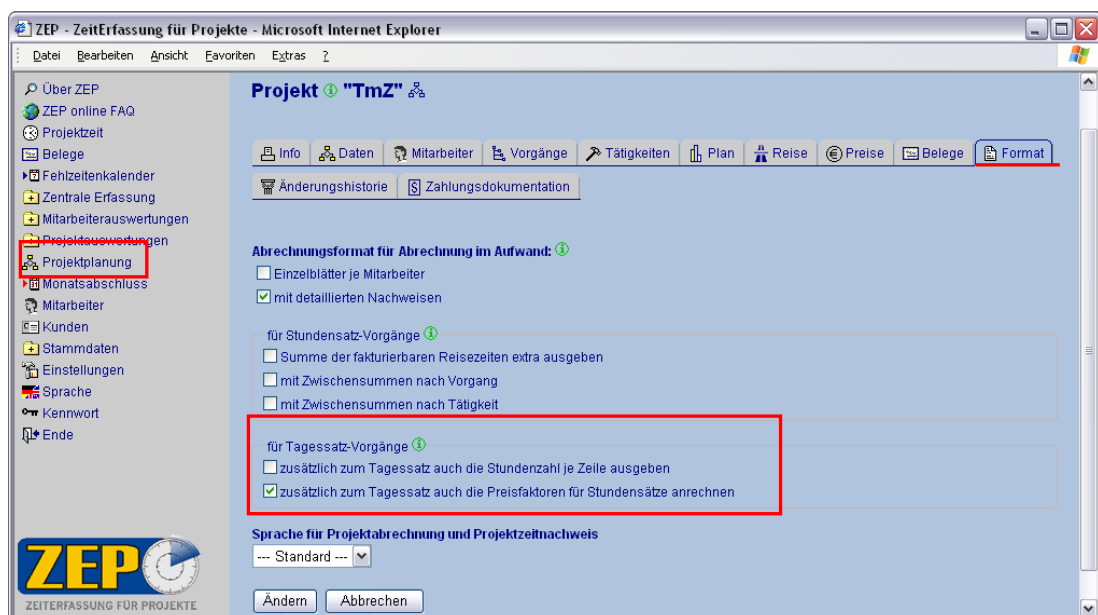 ZEP - ZeitErfassung für Projekte - Microsoft Internet Explorer
Datei Bearbeiten Ansicht Favoriten Extras ?
Über ZEP
ZEP online FAQ
Projektzeit
Belege
Fehlzeitenkalender
Zentrale Erfassung
Mitarbeiterauswertungen
Projektauswertungen
Projektplanung
Monatsabschluss
Mitarbeiter
Kunden
Stammdaten
Einstellungen
Sprache
Kennwort
Ende
ZEP
ZEITERFASSUNG FÜR PROJEKTE
Projekt "TmZ"
Info Daten Mitarbeiter Vorgänge Tätigkeiten Plan Reise Preise Belege Format
Änderungshistorie Zahlungsdokumentation
Abrechnungsformat für Abrechnung im Aufwand:
Einzelblätter je Mitarbeiter
mit detaillierten Nachweisen
für Stundensatz-Vorgänge
Summe der fakturierbaren Reisezeiten extra ausgeben
mit Zwischensummen nach Vorgang
mit Zwischensummen nach Tätigkeit
für Tagessatz-Vorgänge
zusätzlich zum Tagessatz auch die Stundenzahl je Zeile ausgeben
zusätzlich zum Tagessatz auch die Preisfaktoren für Stundensätze anrechnen
Sprache für Projektabrechnung und Projektzeitnachweis
--- Standard ---
Ändern Abbrechen